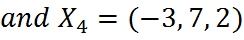 and X₄ = (−3, 7, 2)